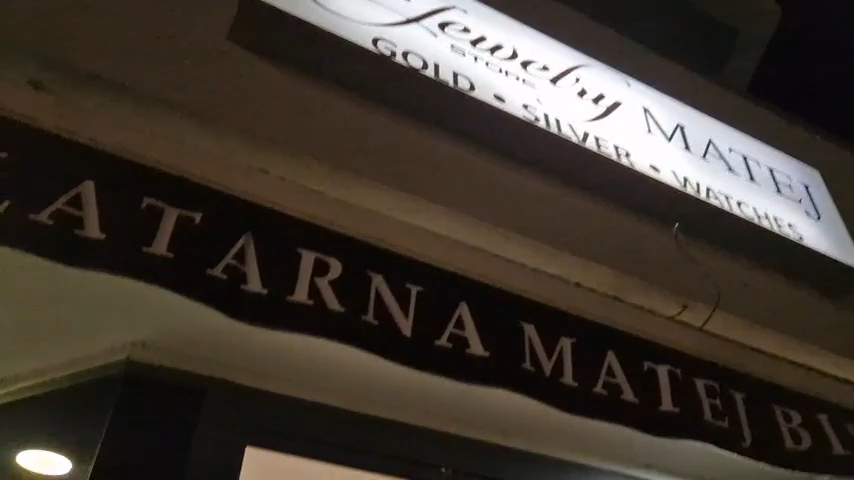 Jewelry MATEJ
STORE
GOLD • SILVER • WATCHES
ATARNA MATEJ